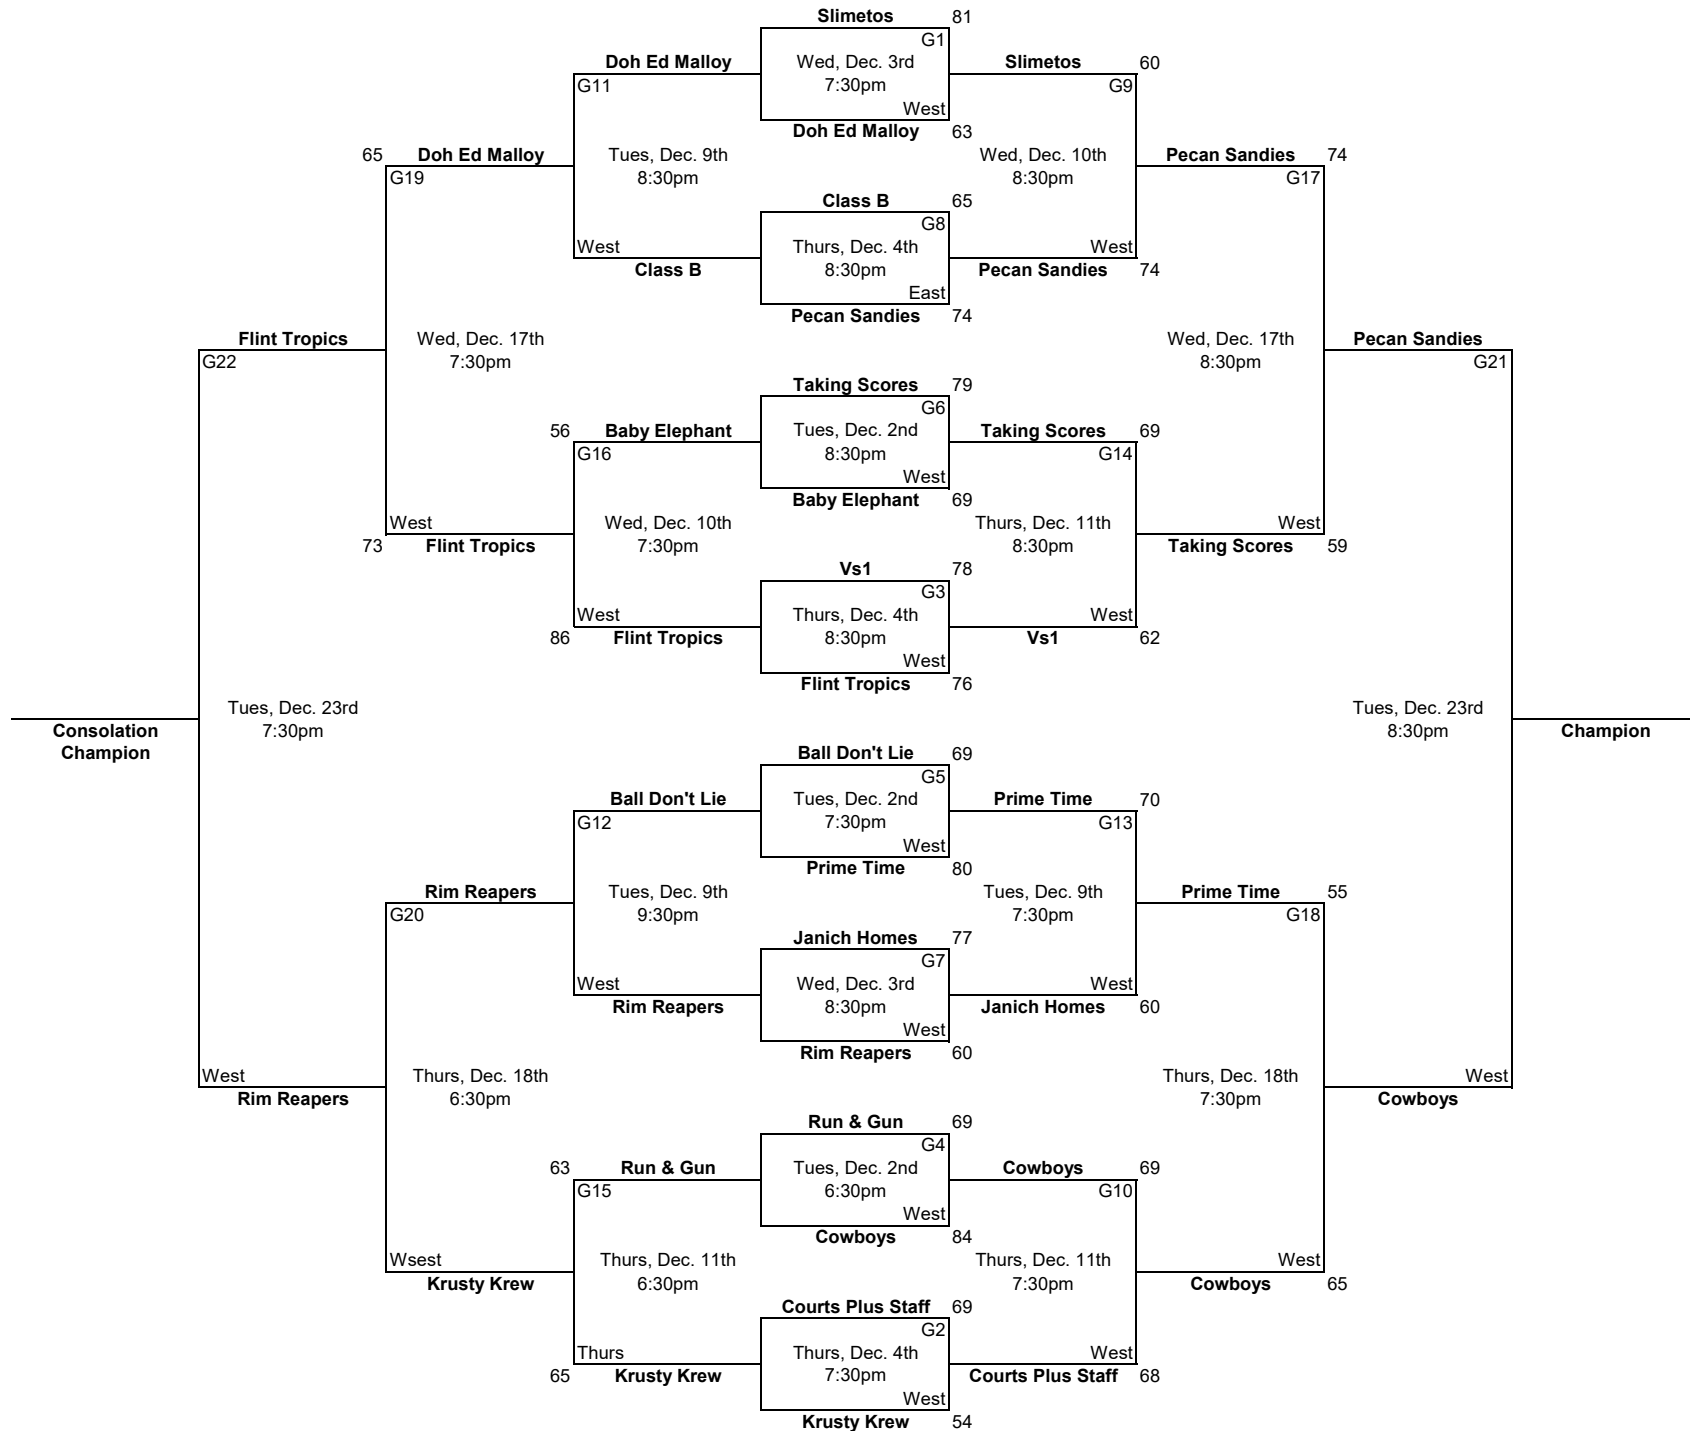 Slimetos 81
G1
Doh Ed Malloy Wed, Dec. 3rd Slimetos 60
G11 7:30pm G9
West
Doh Ed Malloy 63
65 Doh Ed Malloy Tues, Dec. 9th Wed, Dec. 10th Pecan Sandies 74
G19 8:30pm 8:30pm G17
Class B 65
G8
West Thurs, Dec. 4th West
Class B 8:30pm Pecan Sandies 74
East
Pecan Sandies 74
Flint Tropics Wed, Dec. 17th Wed, Dec. 17th Pecan Sandies
G22 7:30pm 8:30pm G21
Taking Scores 79
G6
56 Baby Elephant Tues, Dec. 2nd Taking Scores 69
G16 8:30pm G14
West
Baby Elephant 69
West Wed, Dec. 10th Thurs, Dec. 11th West
73 Flint Tropics 7:30pm 8:30pm Taking Scores 59
Vs1 78
G3
West Thurs, Dec. 4th West
86 Flint Tropics 8:30pm Vs1 62
West
Flint Tropics 76
Tues, Dec. 23rd Tues, Dec. 23rd
Consolation 7:30pm 8:30pm Champion
Champion
Ball Don't Lie 69
G5
Ball Don't Lie Tues, Dec. 2nd Prime Time 70
G12 7:30pm G13
West
Prime Time 80
Rim Reapers Tues, Dec. 9th Tues, Dec. 9th Prime Time 55
G20 9:30pm 7:30pm G18
Janich Homes 77
G7
West Wed, Dec. 3rd West
Rim Reapers 8:30pm Janich Homes 60
West
Rim Reapers 60
West Thurs, Dec. 18th Thurs, Dec. 18th West
Rim Reapers 6:30pm 7:30pm Cowboys
Run & Gun 69
G4
63 Run & Gun Tues, Dec. 2nd Cowboys 69
G15 6:30pm G10
West
Cowboys 84
Wsest Thurs, Dec. 11th Thurs, Dec. 11th West
Krusty Krew 6:30pm 7:30pm Cowboys 65
Courts Plus Staff 69
G2
Thurs Thurs, Dec. 4th West
65 Krusty Krew 7:30pm Courts Plus Staff 68
West
Krusty Krew 54